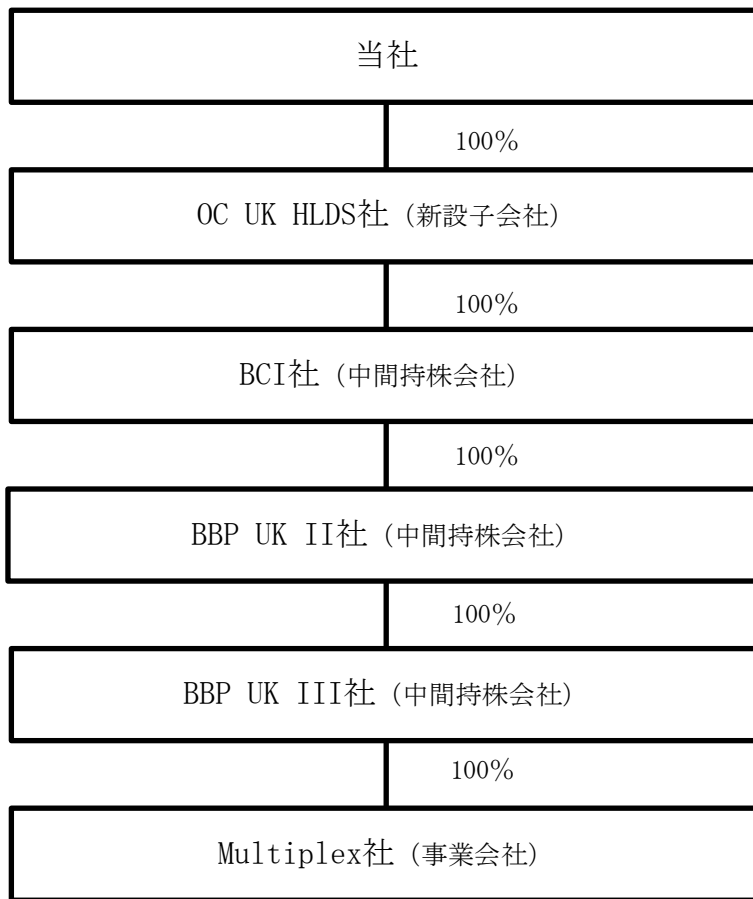 当社
100%
OC UK HLDS社（新設子会社）
100%
BCI社（中間持株会社）
100%
BBP UK II社（中間持株会社）
100%
BBP UK III社（中間持株会社）
100%
Multiplex社（事業会社）